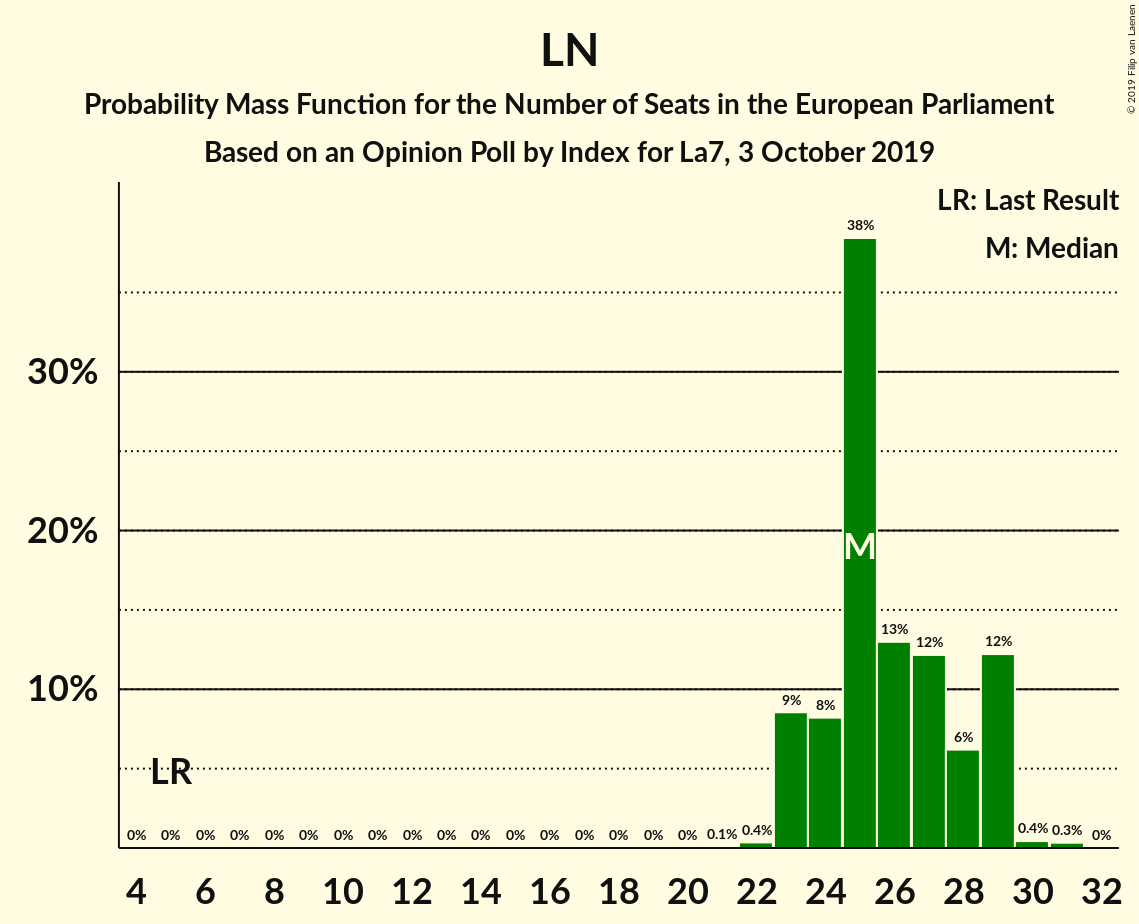 LN
Probability Mass Function for the Number of Seats in the European Parliament
Based on an Opinion Poll by Index for La7, 3 October 2019
© 2019 Filip van Laenen
LR: Last Result
M: Median
38%
30%
20%
M
13%
12%
12%
10%
9%
8%
6%
LR
0% 0% 0% 0% 0% 0% 0% 0% 0% 0% 0% 0% 0% 0% 0% 0% 0% 0.1% 0.4% 0.4% 0.3% 0%
4 6 8 10 12 14 16 18 20 22 24 26 28 30 32